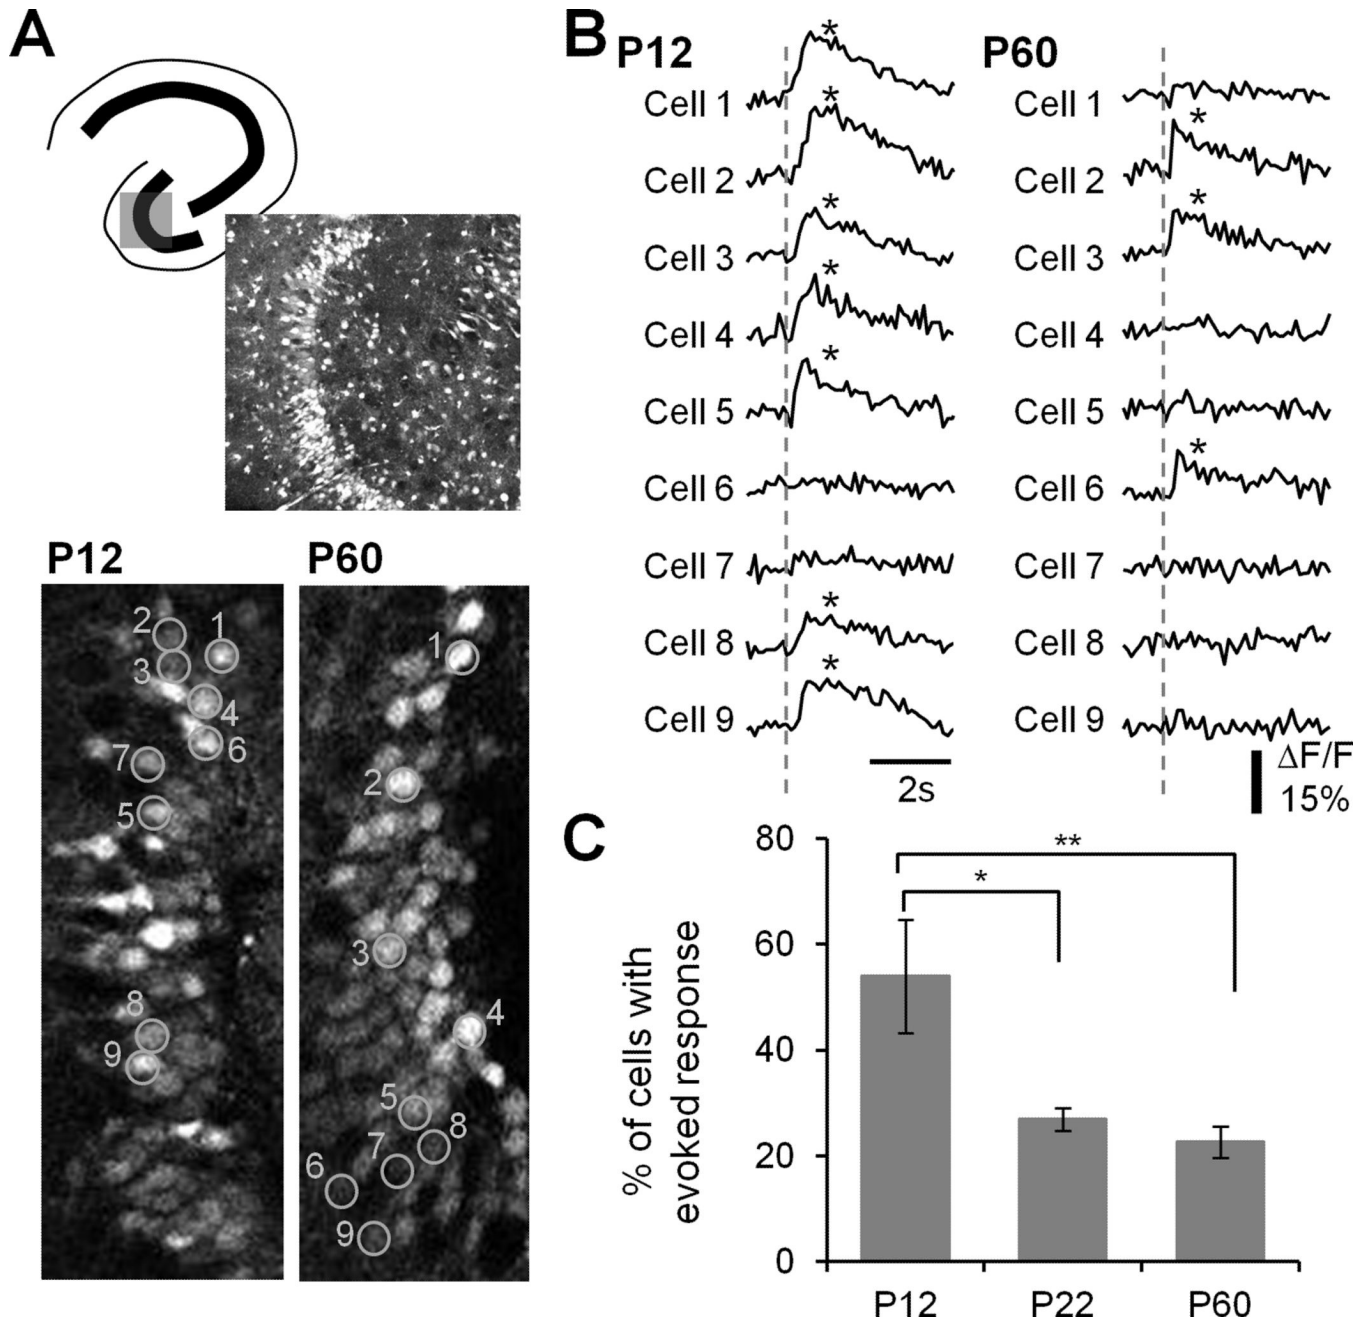 A
P12
P60
2
1
3
4
6
7
5
8
9
1
2
3
4
5
8
7
6
9
B
P12
P60
*
Cell 1
Cell 1
*
*
Cell 2
Cell 2
*
*
Cell 3
Cell 3
*
Cell 4
Cell 4
*
Cell 5
Cell 5
*
Cell 6
Cell 6
Cell 7
Cell 7
*
Cell 8
Cell 8
*
Cell 9
Cell 9
2s
ΔF/F
15%
C
% of cells with
evoked response
80
60
40
20
0
**
*
P12
P22
P60